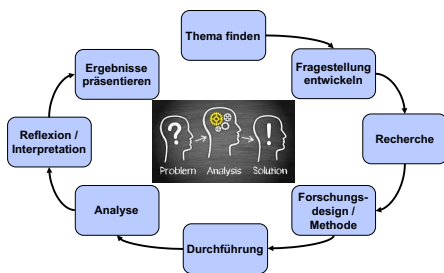 Thema finden
Fragestellung
entwickeln
Recherche
Forschungs-
design /
Methode
Durchführung
Analyse
Reflexion /
Interpretation
Ergebnisse
präsentieren
?
!
Problem Analysis Solution